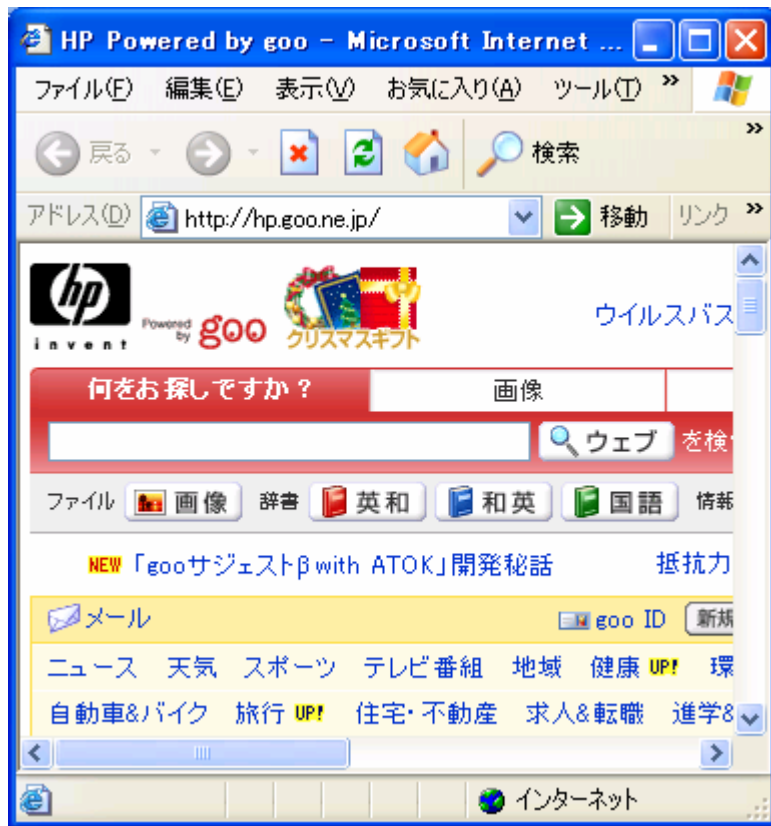 HP Powered by goo - Microsoft Internet ...
ファイル(F) 編集(E) 表示(V) お気に入り(A) ツール(T) »
戻る 検索 »
アドレス(D) http://hp.goo.ne.jp/ 移動 リンク »
hp invent Powered by goo クリスマスギフト ウイルスバス
何をお探しですか？ 画像
ウェブ を検
ファイル 画像 辞書 英和 和英 国語 情報
NEW 「gooサジェストβ with ATOK」開発秘話 抵抗力
メール goo ID 新規
ニュース 天気 スポーツ テレビ番組 地域 健康 UP! 環
自動車&バイク 旅行 UP! 住宅・不動産 求人&転職 進学&
インターネット